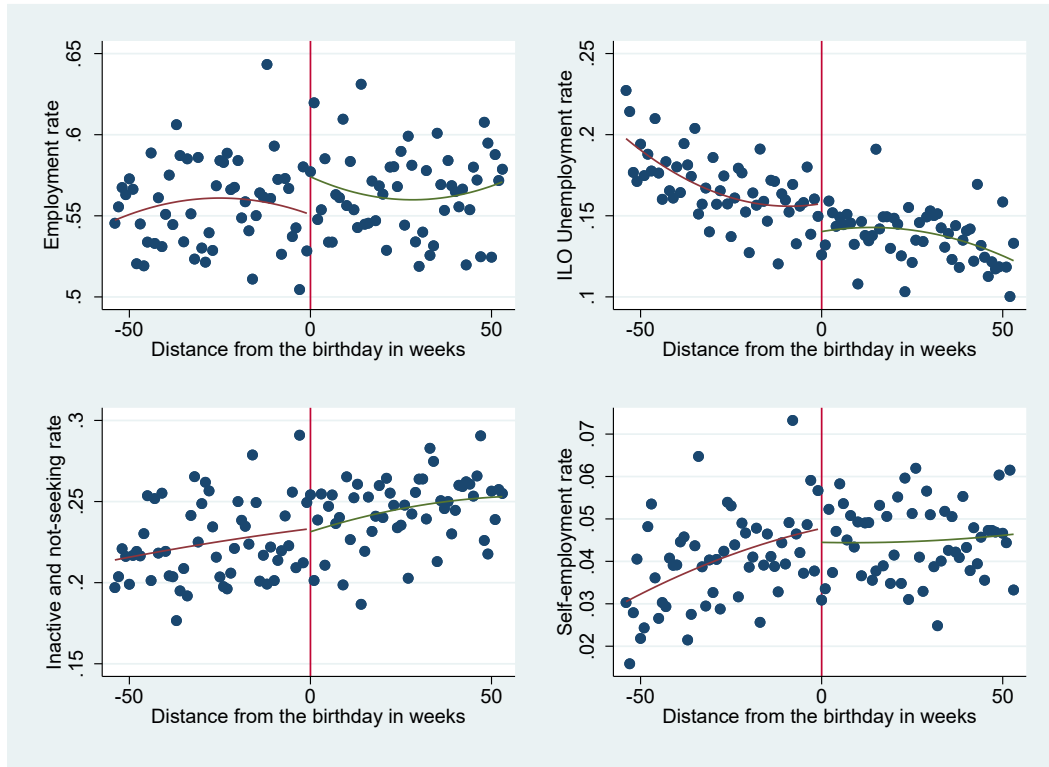 Employment rate
.65
.6
.55
.5
-50 0 50
Distance from the birthday in weeks
ILO Unemployment rate
.25
.2
.15
.1
-50 0 50
Distance from the birthday in weeks
Inactive and not-seeking rate
.3
.25
.2
.15
-50 0 50
Distance from the birthday in weeks
Self-employment rate
.07
.06
.05
.04
.03
.02
-50 0 50
Distance from the birthday in weeks